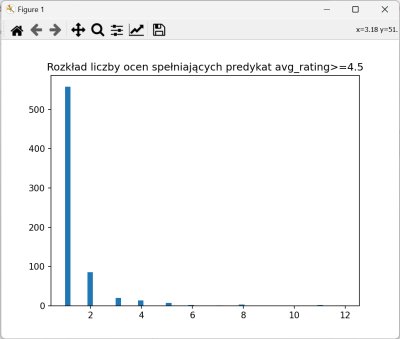 Figure 1
x=3.18 y=51.
Rozkład liczby ocen spełniających predykat avg_rating>=4.5
500
400
300
200
100
0
2 4 6 8 10 12